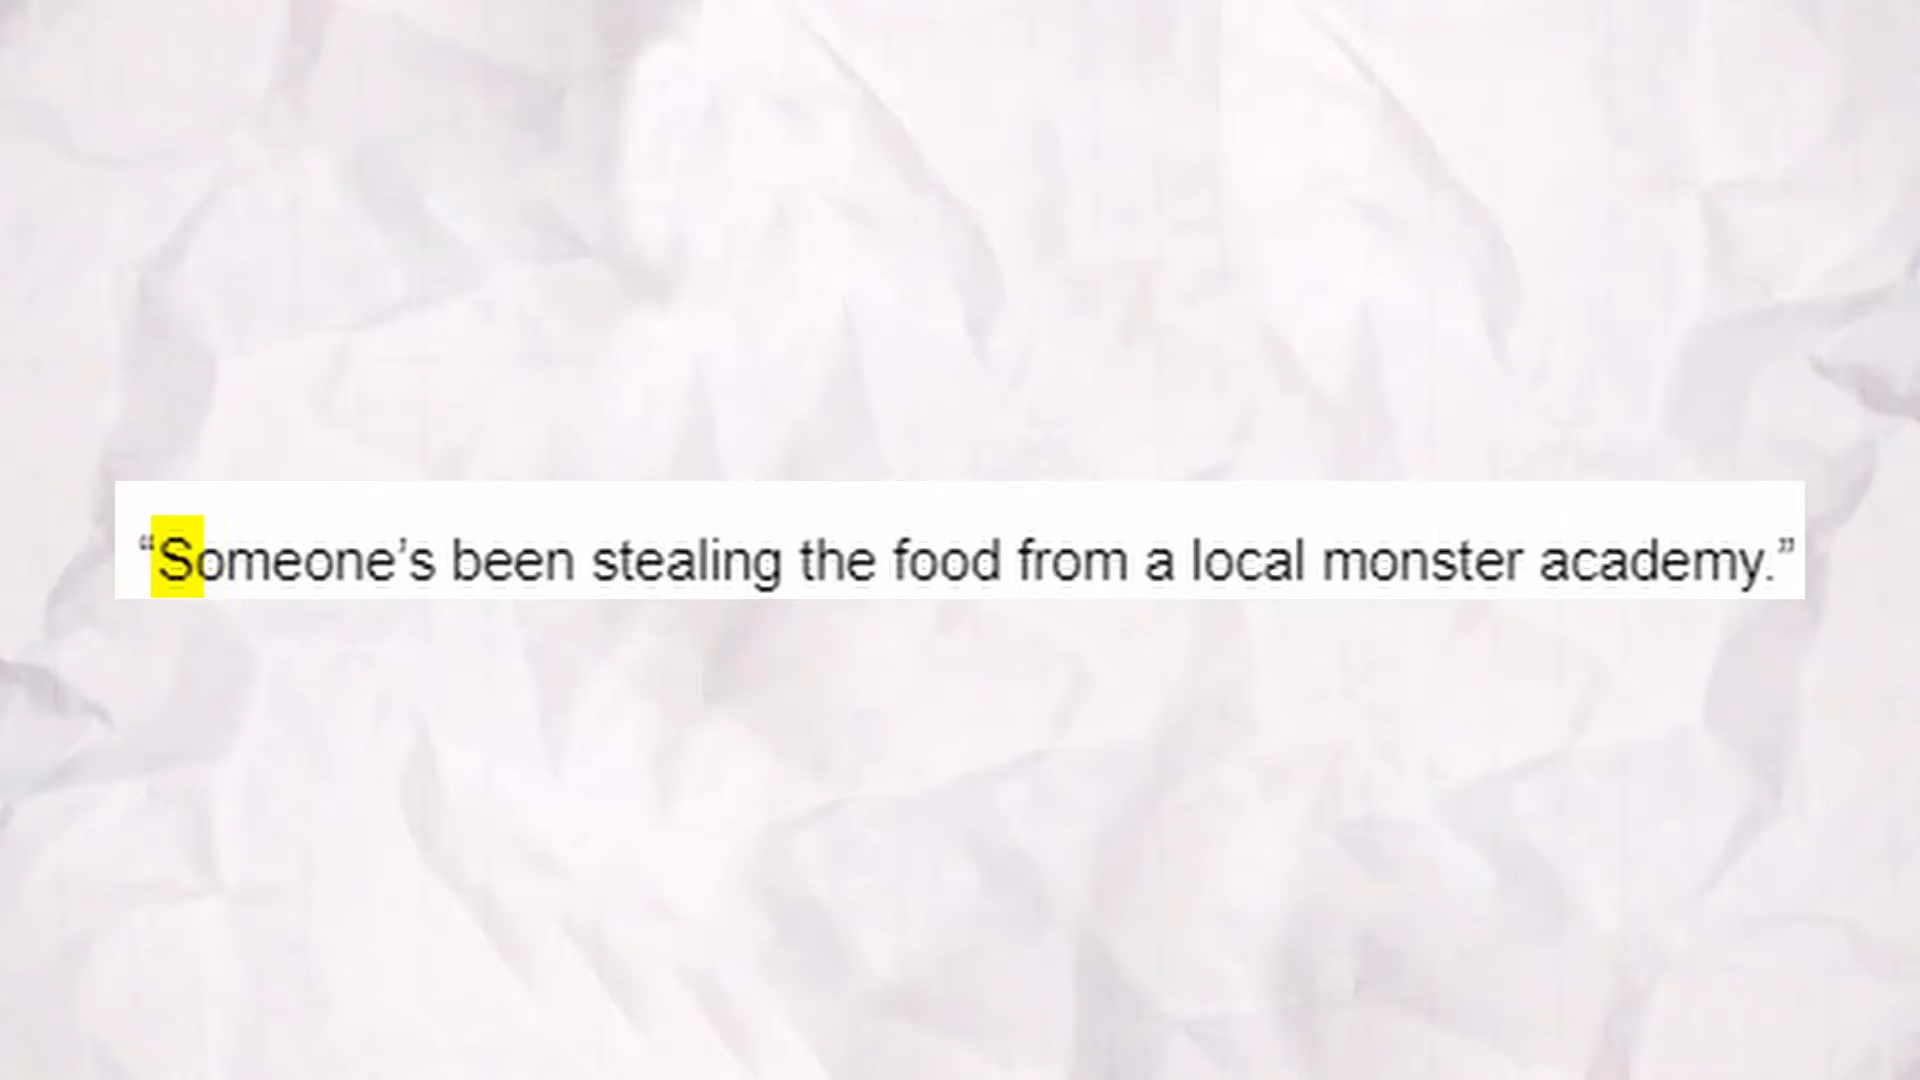 “Someone’s been stealing the food from a local monster academy.”